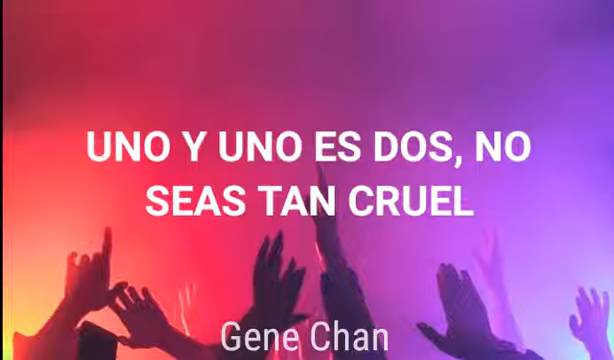 UNO Y UNO ES DOS, NO
SEAS TAN CRUEL
Gene Chan